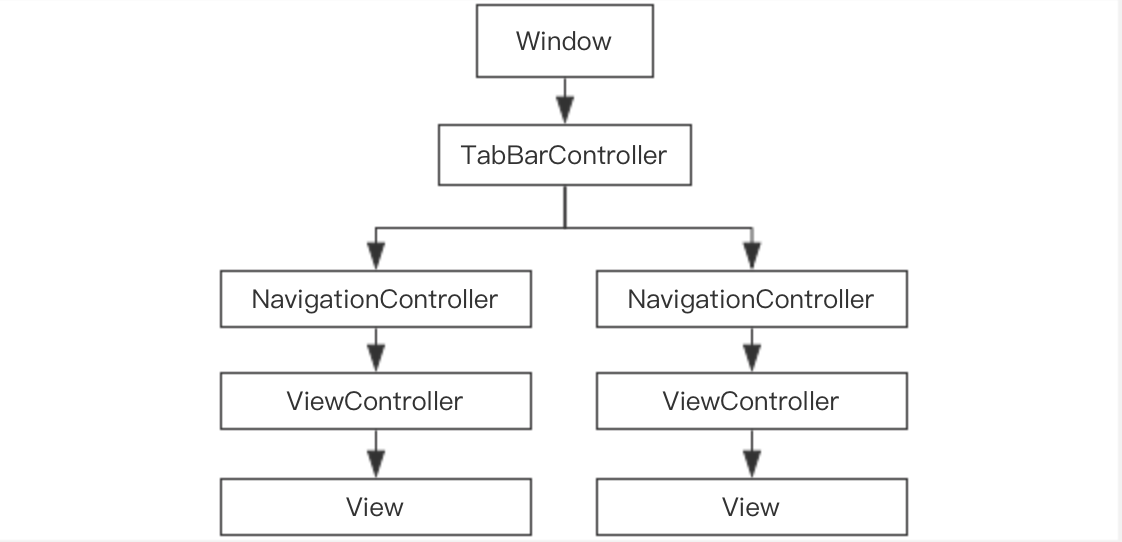 Window
TabBarController
NavigationController
NavigationController
ViewController
ViewController
View
View